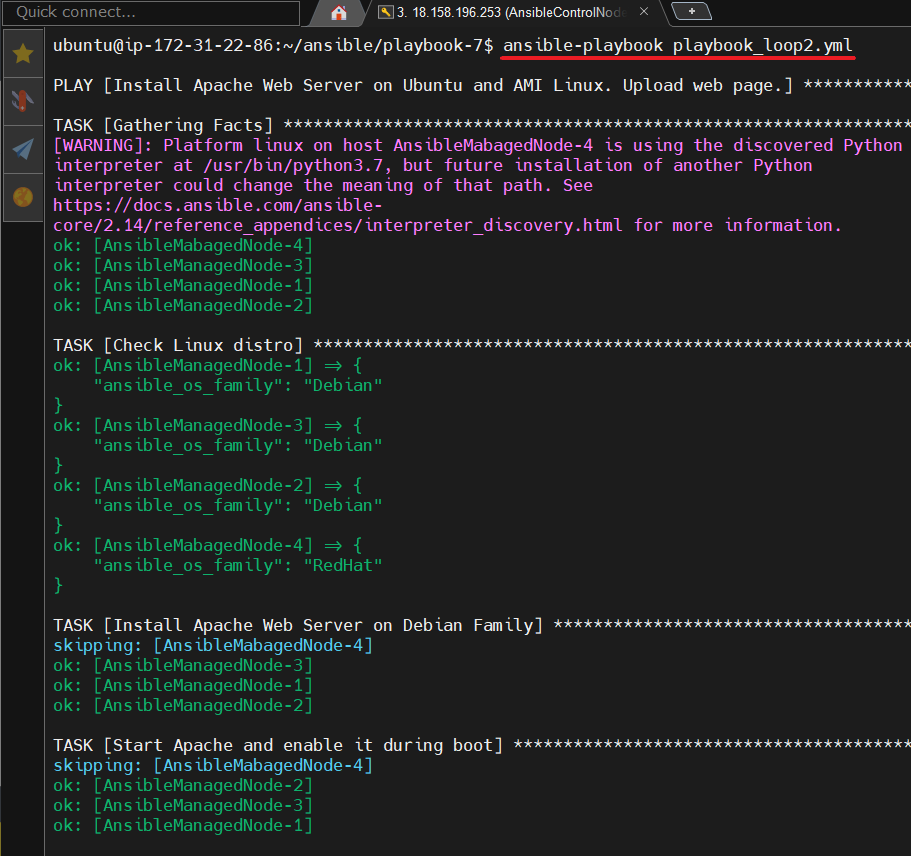 Quick connect...
3. 18.158.196.253 (AnsibleControlNode
ubuntu@ip-172-31-22-86:~/ansible/playbook-7$ ansible-playbook playbook_loop2.yml
PLAY [Install Apache Web Server on Ubuntu and AMI Linux. Upload web page.] ***********
TASK [Gathering Facts] ***************************************************************
[WARNING]: Platform linux on host AnsibleMabagedNode-4 is using the discovered Python
interpreter at /usr/bin/python3.7, but future installation of another Python
interpreter could change the meaning of that path. See
https://docs.ansible.com/ansible-
core/2.14/reference_appendices/interpreter_discovery.html for more information.
ok: [AnsibleMabagedNode-4]
ok: [AnsibleManagedNode-3]
ok: [AnsibleManagedNode-1]
ok: [AnsibleManagedNode-2]
TASK [Check Linux distro] ************************************************************
ok: [AnsibleManagedNode-1] => {
    "ansible_os_family": "Debian"
}
ok: [AnsibleManagedNode-3] => {
    "ansible_os_family": "Debian"
}
ok: [AnsibleManagedNode-2] => {
    "ansible_os_family": "Debian"
}
ok: [AnsibleMabagedNode-4] => {
    "ansible_os_family": "RedHat"
}
TASK [Install Apache Web Server on Debian Family] ************************************
skipping: [AnsibleMabagedNode-4]
ok: [AnsibleManagedNode-3]
ok: [AnsibleManagedNode-1]
ok: [AnsibleManagedNode-2]
TASK [Start Apache and enable it during boot] ****************************************
skipping: [AnsibleMabagedNode-4]
ok: [AnsibleManagedNode-2]
ok: [AnsibleManagedNode-3]
ok: [AnsibleManagedNode-1]